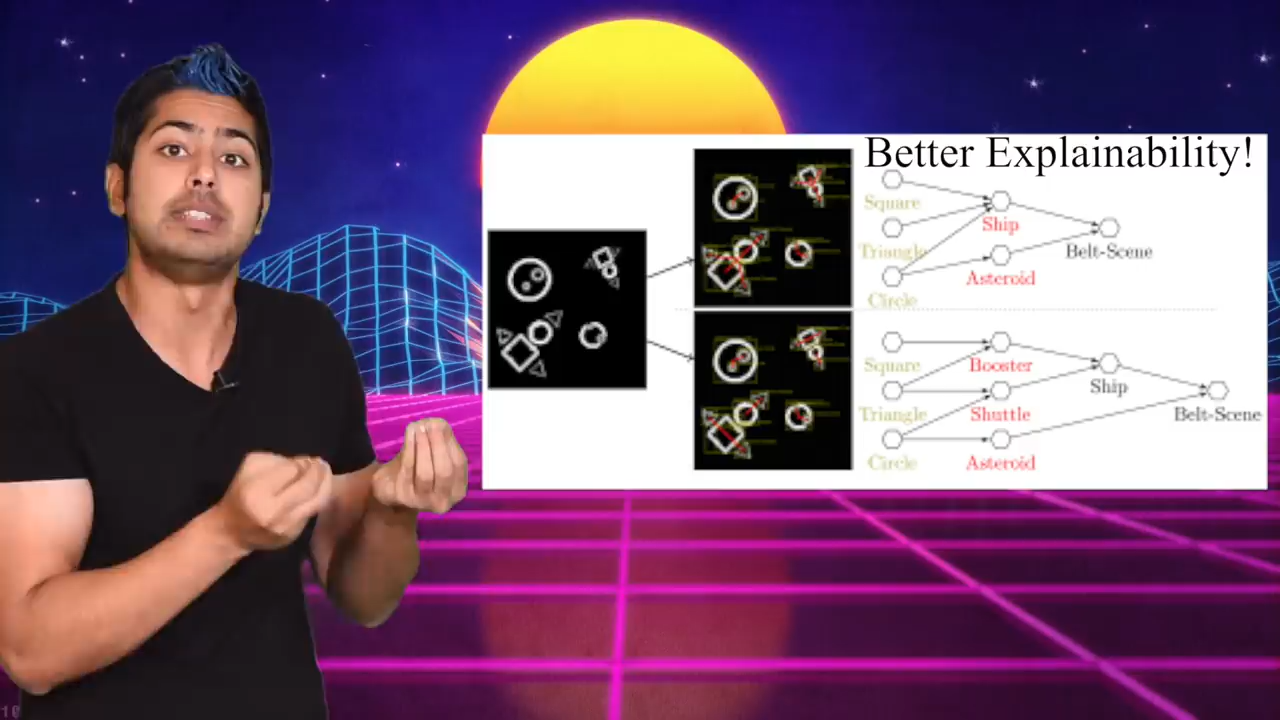 Better Explainability!
Square
Ship
Triangle
Belt-Scene
Asteroid
Circle
Square
Booster
Ship
Triangle
Shuttle
Belt-Scene
Circle
Asteroid